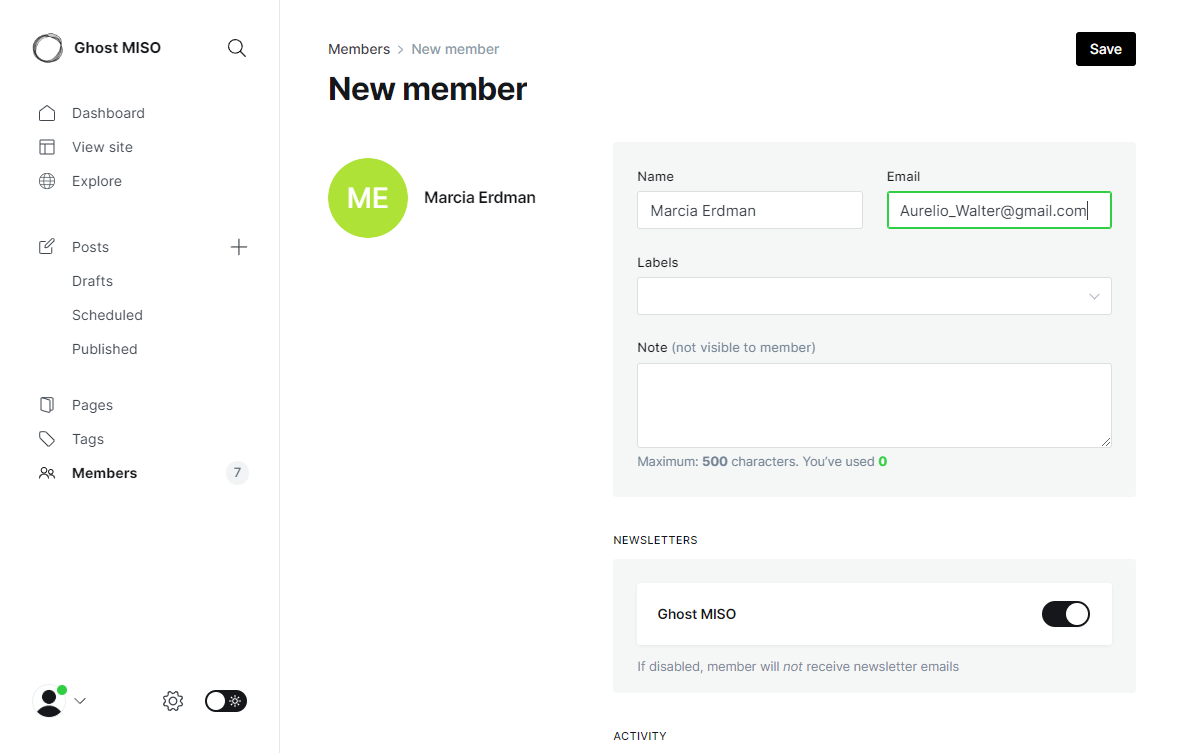 Ghost MISO
Dashboard
View site
Explore
Posts
Drafts
Scheduled
Published
Pages
Tags
Members 7
Members > New member
Save
New member
ME
Marcia Erdman
Name
Marcia Erdman
Email
Aurelio_Walter@gmail.com
Labels
Note (not visible to member)
Maximum: 500 characters. You've used 0
NEWSLETTERS
Ghost MISO
If disabled, member will not receive newsletter emails
ACTIVITY